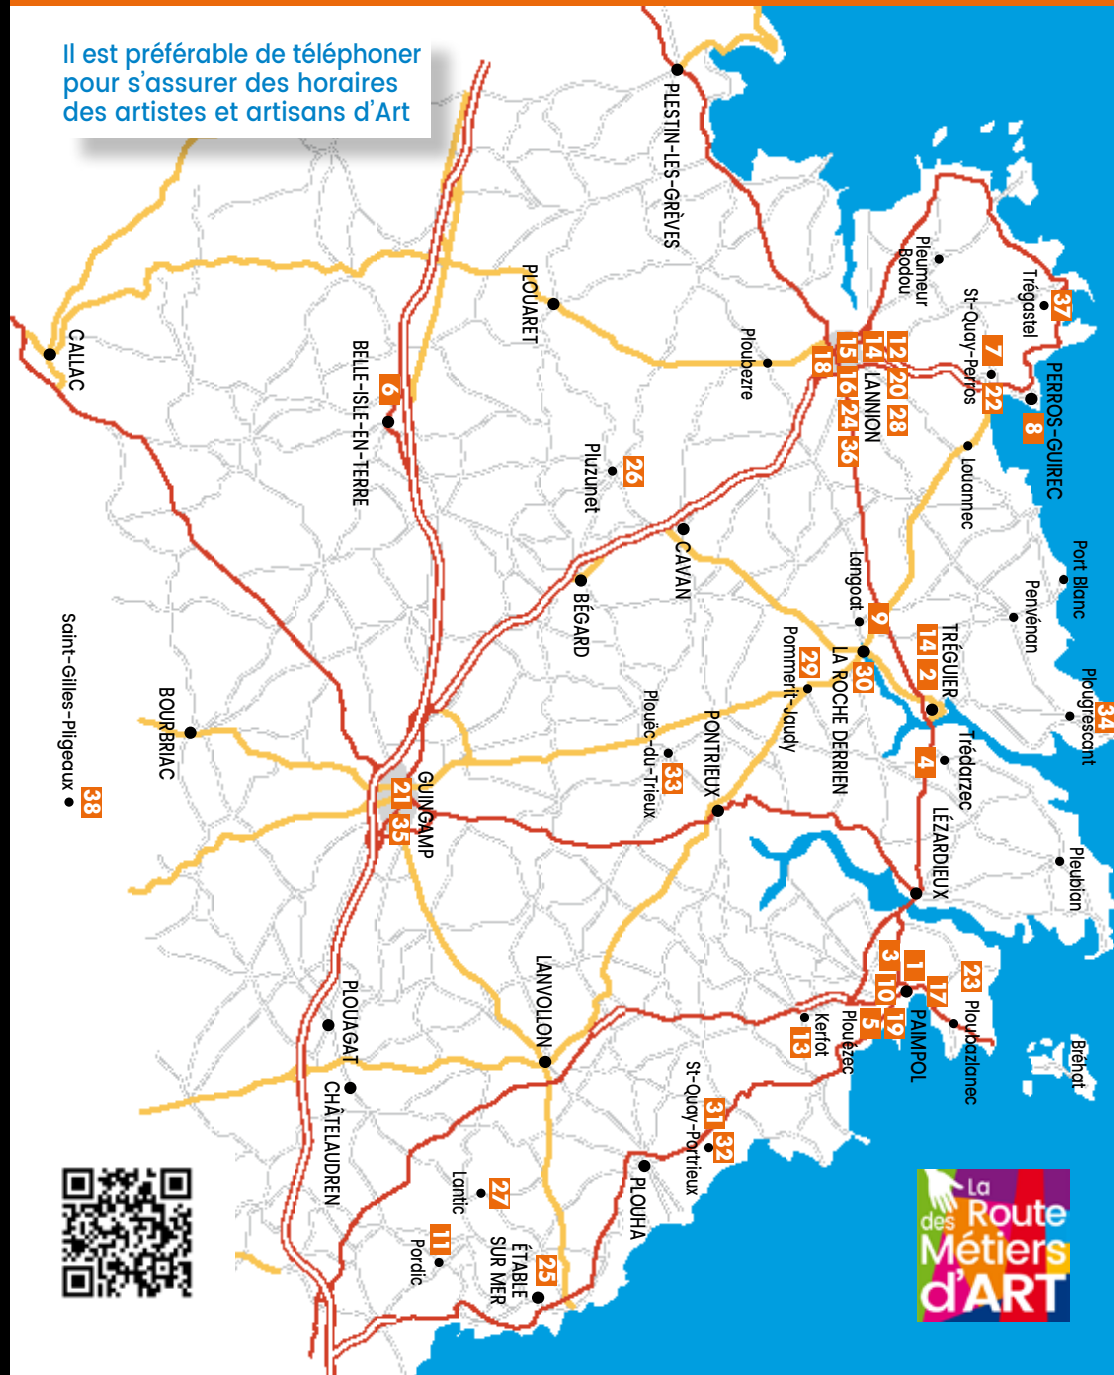 Il est préférable de téléphoner
pour s'assurer des horaires
des artistes et artisans d'Art
PLESTIN-LES-GRÈVES
Pleumeur
Bodou
Trégastel
37
St-Quay-Perros
7
22
PERROS-GUIREC
8
Louannec
Port Blanc
Penvénan
Plougrescant
34
PLOUARET
Ploubezre
12 20 28
14
LANNION
15 16 24 36
18
CALLAC
BELLE-ISLE-EN-TERRE
6
Pluzunet
26
CAVAN
BÉGARD
Langoat
9
LA ROCHE DERRIEN
30
TRÉGUIER
14 2
Trédarzec
4
Pommerit-Jaudy
29
Plouëc-du-Trieux
33
PONTRIEUX
LÉZARDIEUX
Pleubian
Saint-Gilles-Pligeaux
38
BOURBRIAC
GUINGAMP
21 35
LANVOLLON
PLOUAGAT
CHÂTELAUDREN
23
Ploubazlanec
17
1
3
10
19
5
PAIMPOL
Bréhat
Plouézec
Kerfot
13
St-Quay-Portrieux
31
32
PLOUHA
Lantic
27
Pordic
11
ÉTABLE
SUR MER
25
La
des Route
Métiers
d'ART